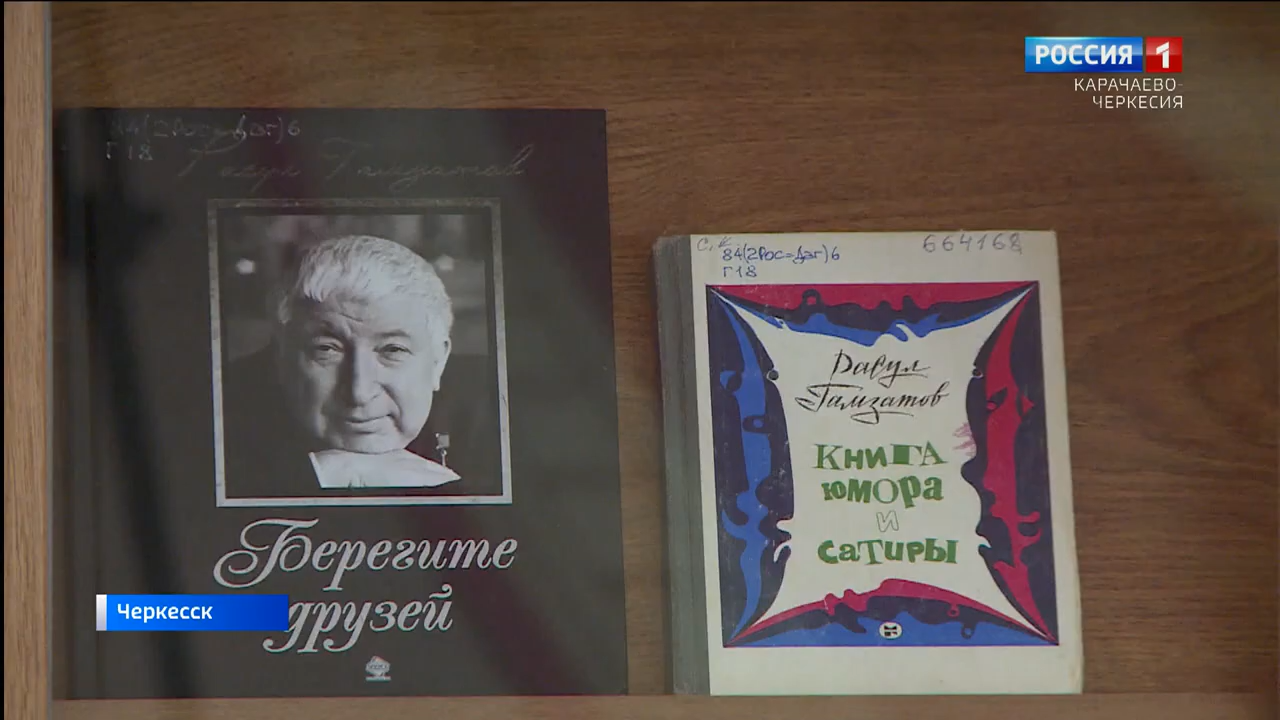 РОССИЯ 1
КАРАЧАЕВО-
ЧЕРКЕСИЯ
84(2Рос=Даг)6
Г18
Расул Гамзатов
Берегите
друзей
с.к.
84(2Рос=Даг)6
Г18
664168
Расул
Гамзатов
КНИГА
ЮМОРА
И
САТИРЫ
Черкесск